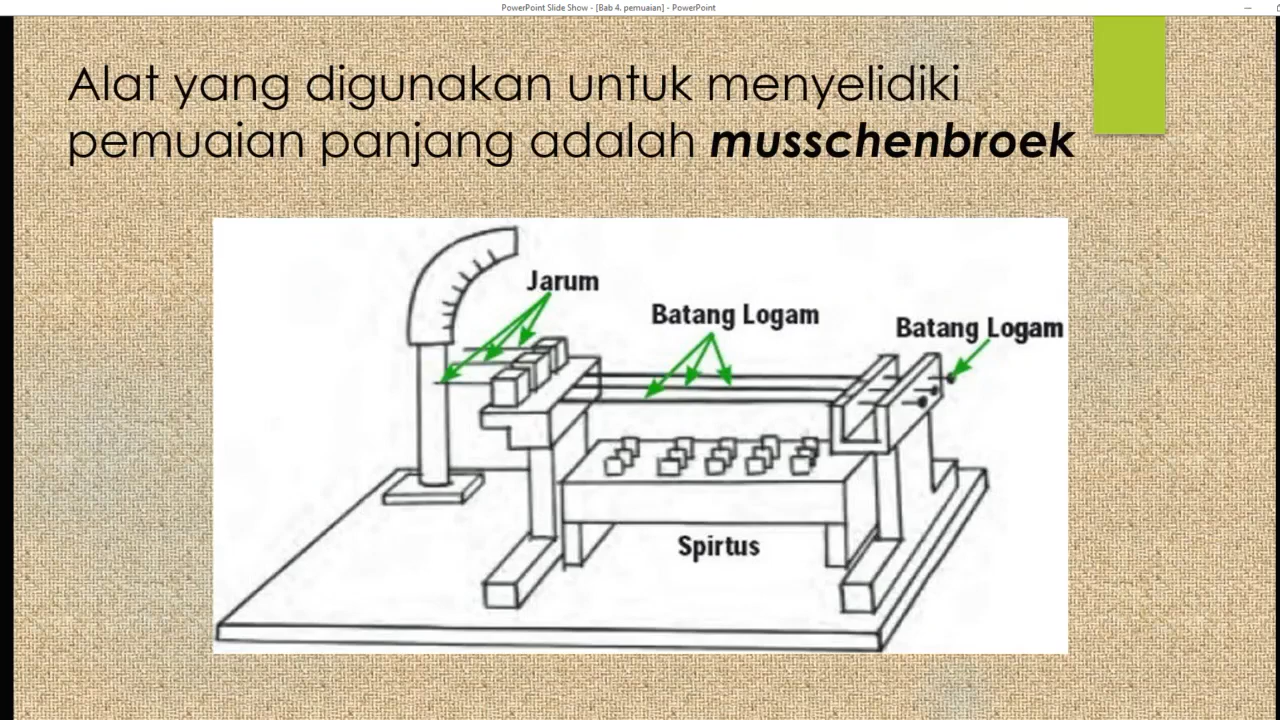 PowerPoint Slide Show - [Bab 4. pemuaian] - PowerPoint
Alat yang digunakan untuk menyelidiki
pemuaian panjang adalah musschenbroek
Jarum
Batang Logam
Batang Logam
Spirtus